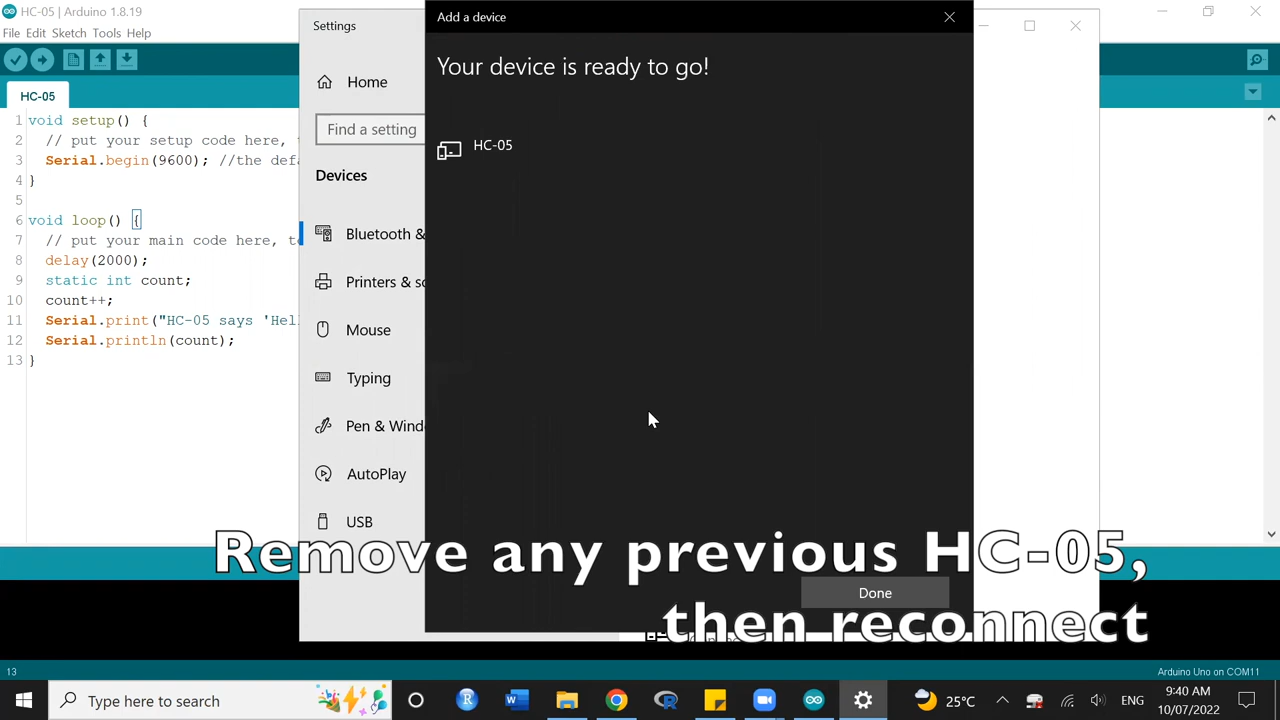 HC-05 | Arduino 1.8.19
File Edit Sketch Tools Help
HC-05
1 void setup() {
2 // put your setup code here,
3 Serial.begin(9600); //the defa
4 }
5
6 void loop() {
7 // put your main code here, to
8 delay(2000);
9 static int count;
10 count++;
11 Serial.print("HC-05 says 'Hell
12 Serial.println(count);
13 }
Settings
Home
Find a setting
Devices
Bluetooth &
Printers & sc
Mouse
Typing
Pen & Windo
AutoPlay
USB
Add a device
Your device is ready to go!
HC-05
Done
Remove any previous HC-05,
then reconnect
13
Arduino Uno on COM11
Type here to search
25°C
ENG
9:40 AM
10/07/2022